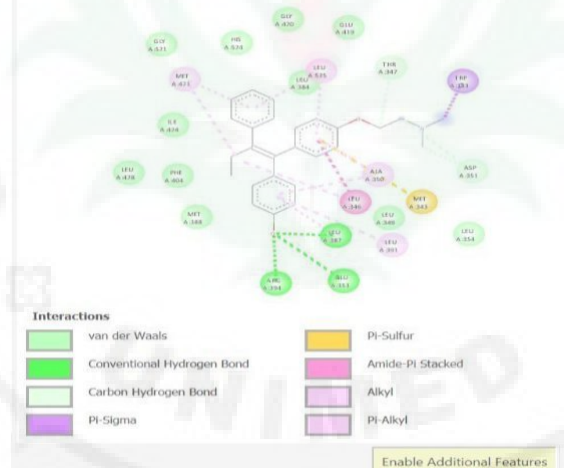 GLY
A:420
GLU
A:419
GLY
A:521
HIS
A:524
MET
A:421
LEU
A:384
LEU
A:525
THR
A:347
TRP
A:383
ILE
A:424
LEU
A:428
PHE
A:404
ALA
A:350
ASP
A:351
LEU
A:346
MET
A:343
MET
A:388
LEU
A:349
LEU
A:354
LEU
A:387
LEU
A:391
ARG
A:394
GLU
A:353
Interactions
van der Waals
Conventional Hydrogen Bond
Carbon Hydrogen Bond
Pi-Sigma
Pi-Sulfur
Amide-Pi Stacked
Alkyl
Pi-Alkyl
UNITED
Enable Additional Features